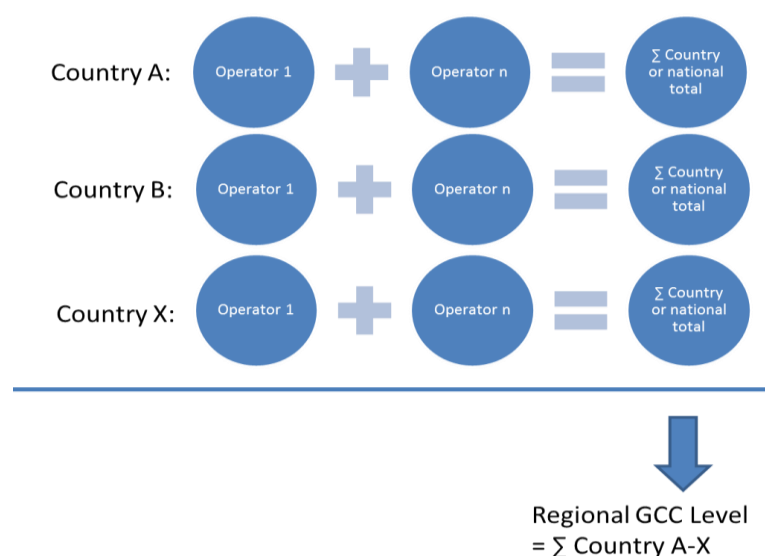 Country A:
Operator 1
Operator n
∑ Country
or national
total
Country B:
Operator 1
Operator n
∑ Country
or national
total
Country X:
Operator 1
Operator n
∑ Country
or national
total
Regional GCC Level
= ∑ Country A-X